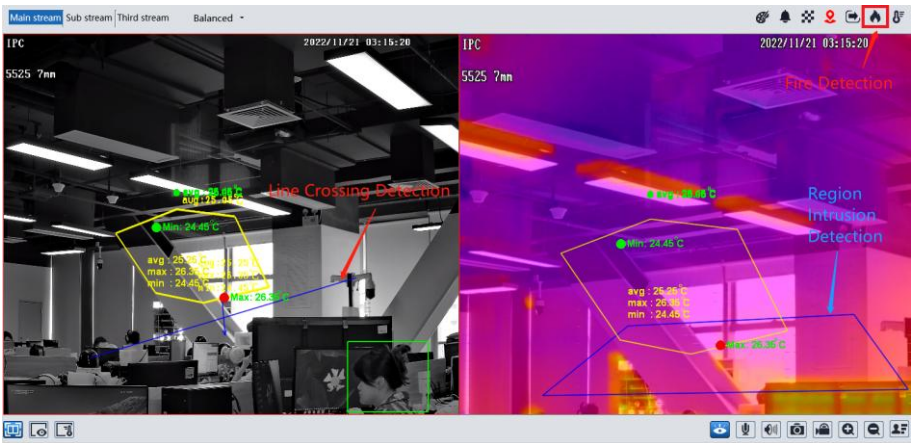 Main stream Sub stream Third stream Balanced
IPC
2022/11/21 03:15:20
5525 7mm
Line Crossing Detection
Min: 24.45°C
avg : 25.25°C
max : 26.35°C
min : 24.45°C
Max: 26.35°C
IPC
2022/11/21 03:15:20
5525 7mm
Fire Detection
Region
Intrusion
Detection
Min: 24.45°C
avg : 25.25°C
max : 26.35°C
min : 24.45°C
Max: 26.35°C